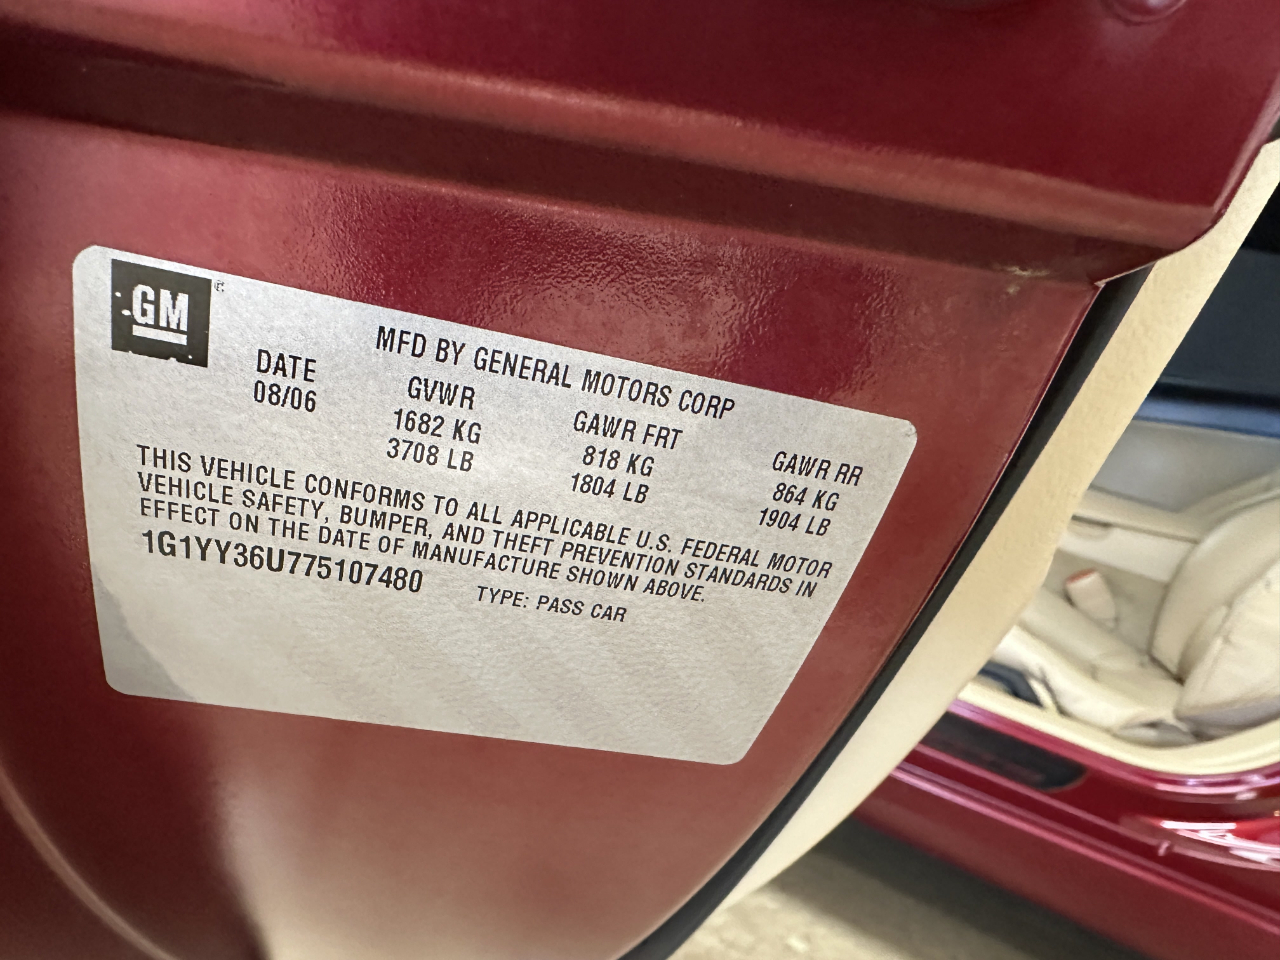 GM
MFD BY GENERAL MOTORS CORP
DATE GVWR GAWR FRT GAWR RR
08/06 1682 KG 818 KG 864 KG
3708 LB 1804 LB 1904 LB
THIS VEHICLE CONFORMS TO ALL APPLICABLE U.S. FEDERAL MOTOR
VEHICLE SAFETY, BUMPER, AND THEFT PREVENTION STANDARDS IN
EFFECT ON THE DATE OF MANUFACTURE SHOWN ABOVE.
1G1YY36U775107480 TYPE: PASS CAR